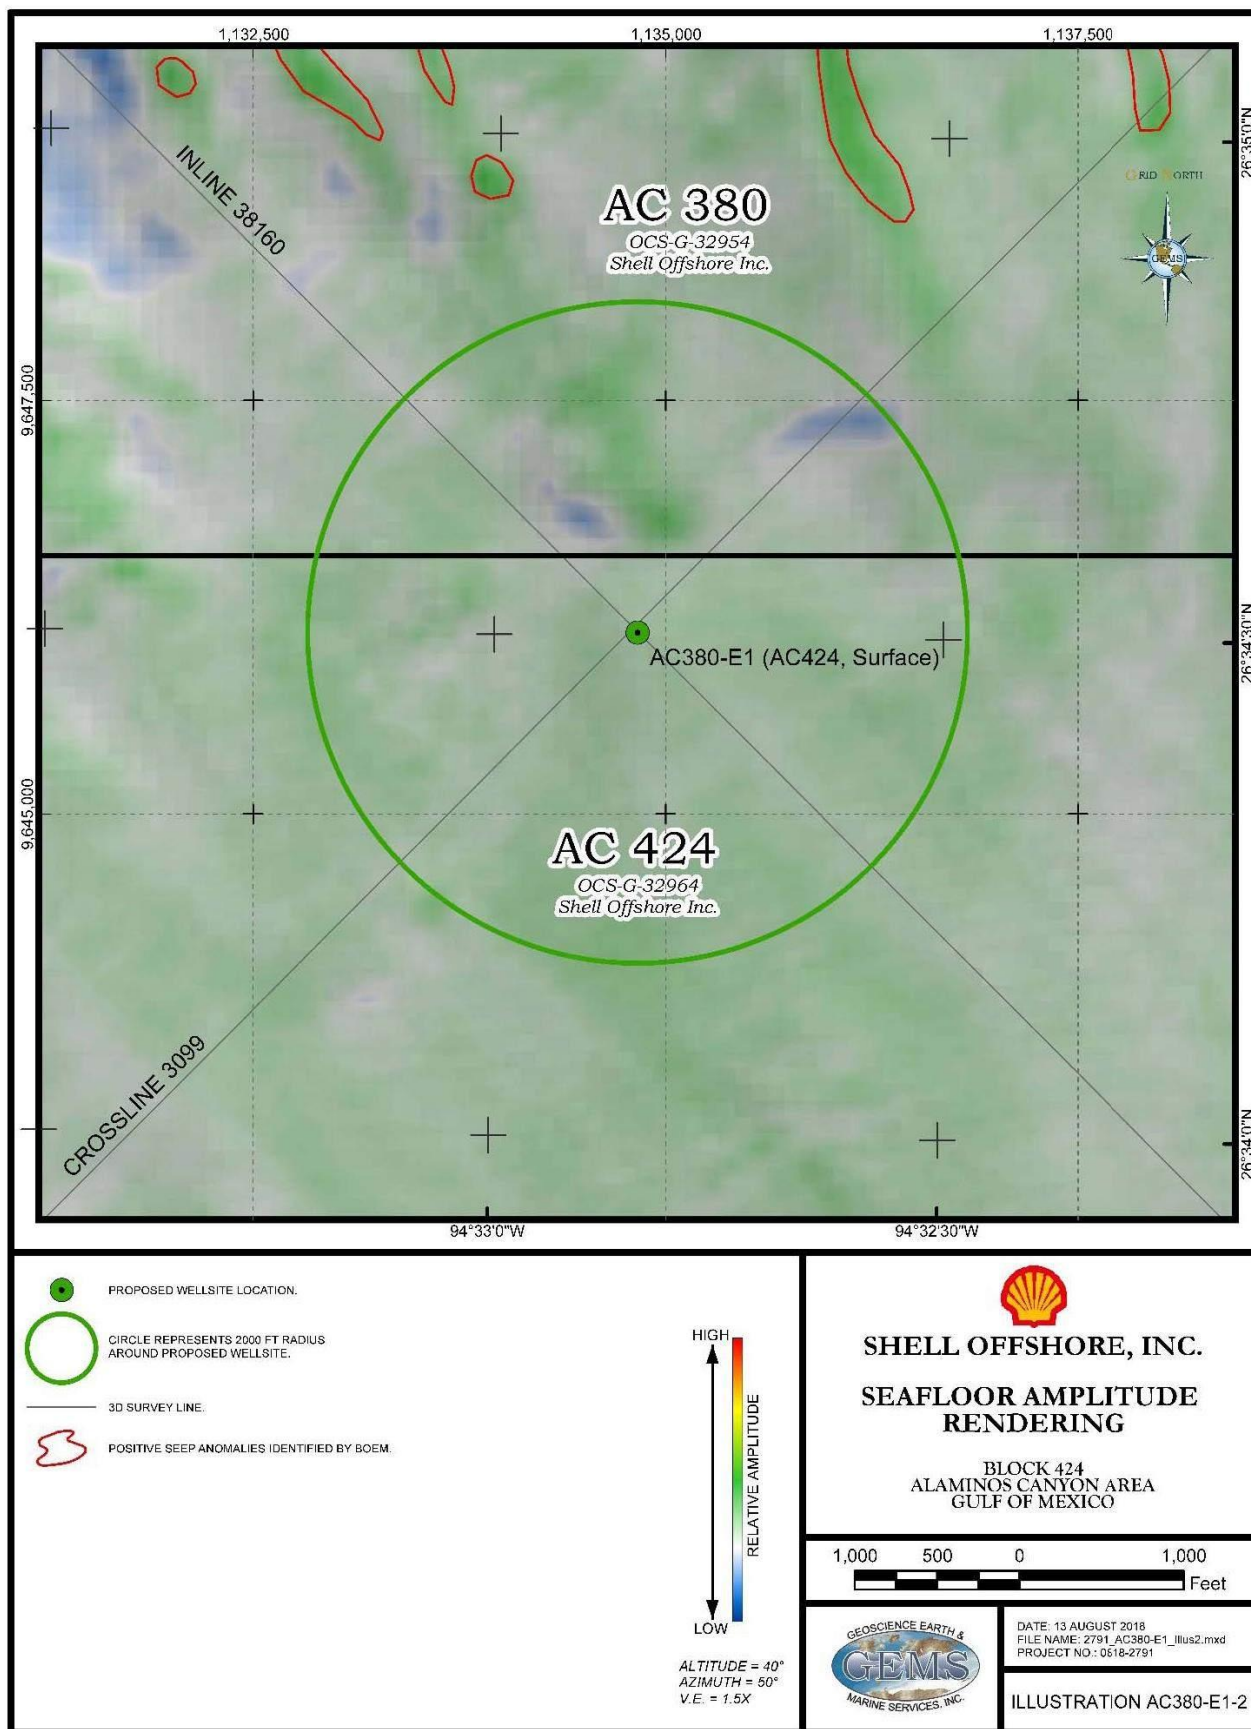 1,132,500
1,135,000
1,137,500
26°35'0"N
GRID NORTH
GEMS
INLINE 38160
AC 380
OCS-G-32954
Shell Offshore Inc.
9,647,500
AC380-E1 (AC424, Surface)
26°34'30"N
9,645,000
AC 424
OCS-G-32964
Shell Offshore Inc.
CROSSLINE 3099
26°34'0"N
94°33'0"W
94°32'30"W
PROPOSED WELLSITE LOCATION.
CIRCLE REPRESENTS 2000 FT RADIUS
AROUND PROPOSED WELLSITE.
3D SURVEY LINE.
POSITIVE SEEP ANOMALIES IDENTIFIED BY BOEM.
HIGH
RELATIVE AMPLITUDE
LOW
ALTITUDE = 40°
AZIMUTH = 50°
V.E. = 1.5X
SHELL OFFSHORE, INC.
SEAFLOOR AMPLITUDE
RENDERING
BLOCK 424
ALAMINOS CANYON AREA
GULF OF MEXICO
1,000 500 0 1,000
Feet
GEOSCIENCE EARTH &
GEMS
MARINE SERVICES, INC.
DATE: 13 AUGUST 2018
FILE NAME: 2791_AC380-E1_Illus2.mxd
PROJECT NO.: 0518-2791
ILLUSTRATION AC380-E1-2